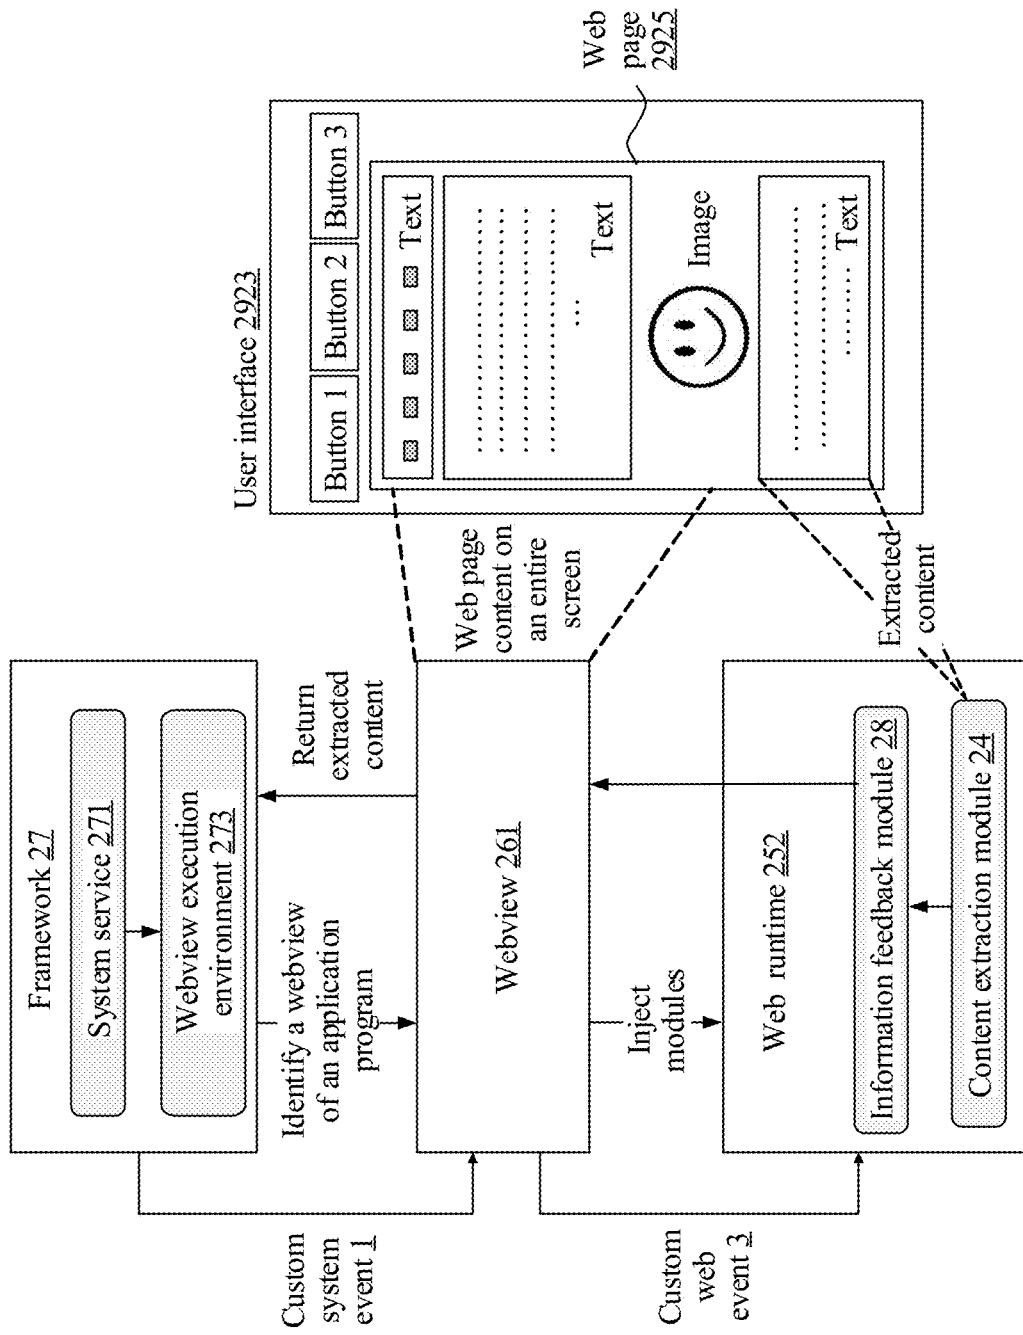 Framework 27
System service 271
Webview execution
environment 273
Custom
system
event 1
Identify a webview
of an application
program
Return
extracted
content
Webview 261
Custom
web
event 3
Inject
modules
Web runtime 252
Information feedback module 28
Content extraction module 24
Web page
content on
an entire
screen
Extracted
content
User interface 2923
Button 1
Button 2
Button 3
Text
Text
Image
Text
Web
page
2925